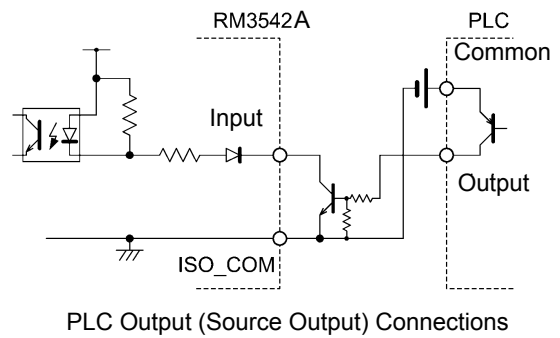 RM3542A
PLC
Common
Input
Output
ISO_COM
PLC Output (Source Output) Connections